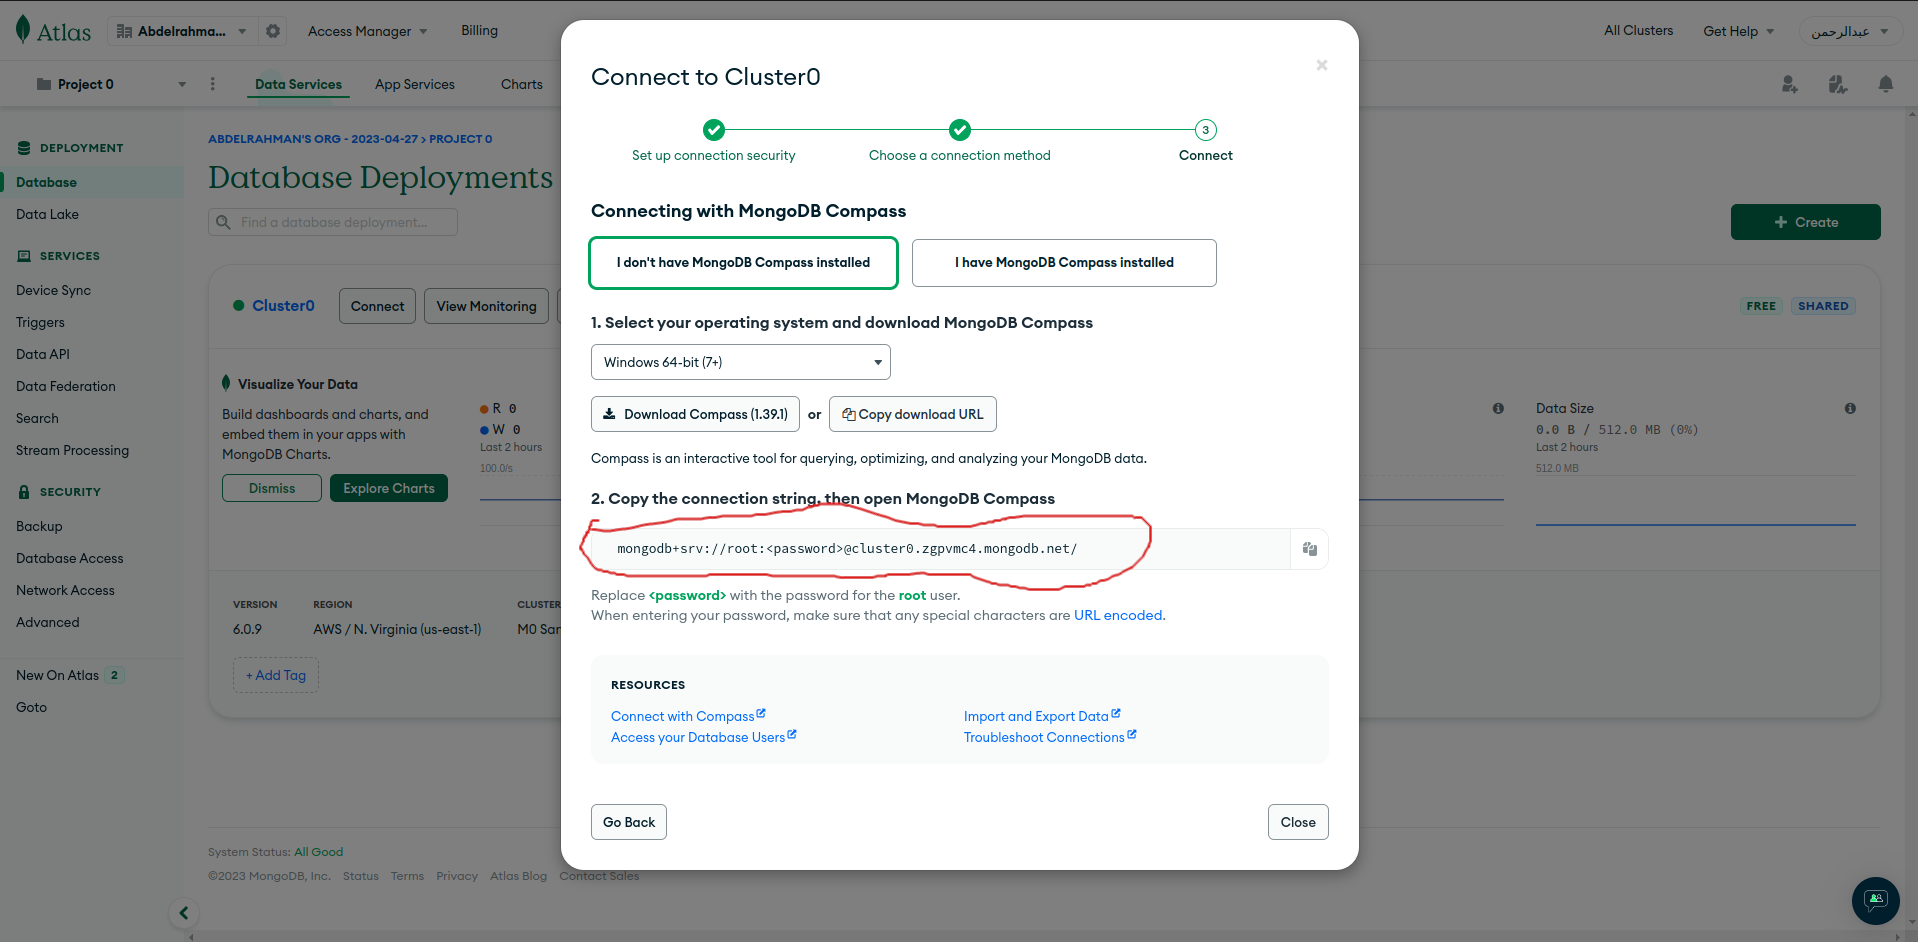 Atlas
Abdelrahma...
Access Manager
Billing
All Clusters
Get Help
عبدالرحمن
Project 0
Data Services
App Services
Charts
DEPLOYMENT
Database
Data Lake
SERVICES
Device Sync
Triggers
Data API
Data Federation
Search
Stream Processing
SECURITY
Backup
Database Access
Network Access
Advanced
New On Atlas 2
Goto
ABDELRAHMAN'S ORG - 2023-04-27 > PROJECT 0
Database Deployments
Find a database deployment...
+ Create
Cluster0
Connect
View Monitoring
FREE
SHARED
Visualize Your Data
Build dashboards and charts, and
embed them in your apps with
MongoDB Charts.
Dismiss
Explore Charts
R 0
W 0
Last 2 hours
100.0/s
Data Size
0.0 B / 512.0 MB (0%)
Last 2 hours
512.0 MB
VERSION
6.0.9
REGION
AWS / N. Virginia (us-east-1)
CLUSTER
M0 San
+ Add Tag
System Status: All Good
©2023 MongoDB, Inc. Status Terms Privacy Atlas Blog Contact Sales
Connect to Cluster0
Set up connection security
Choose a connection method
3
Connect
Connecting with MongoDB Compass
I don't have MongoDB Compass installed
I have MongoDB Compass installed
1. Select your operating system and download MongoDB Compass
Windows 64-bit (7+)
Download Compass (1.39.1) or Copy download URL
Compass is an interactive tool for querying, optimizing, and analyzing your MongoDB data.
2. Copy the connection string, then open MongoDB Compass
mongodb+srv://root:<password>@cluster0.zgpvmc4.mongodb.net/
Replace <password> with the password for the root user.
When entering your password, make sure that any special characters are URL encoded.
RESOURCES
Connect with Compass
Import and Export Data
Access your Database Users
Troubleshoot Connections
Go Back
Close